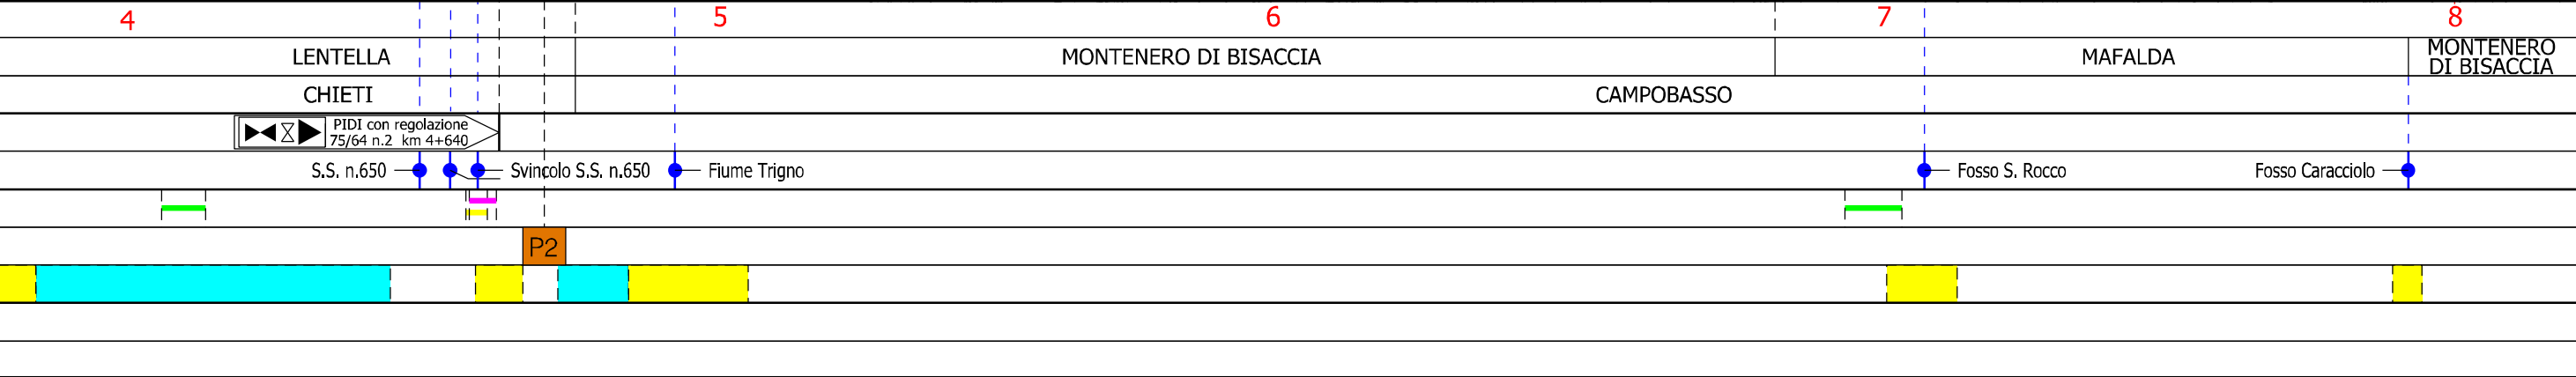 4 5 6 7 8
LENTELLA MONTENERO DI BISACCIA MAFALDA MONTENERO
DI BISACCIA
CHIETI CAMPOBASSO
PIDI con regolazione
75/64 n.2 km 4+640
S.S. n.650 Svincolo S.S. n.650 Fiume Trigno Fosso S. Rocco Fosso Caracciolo
P2